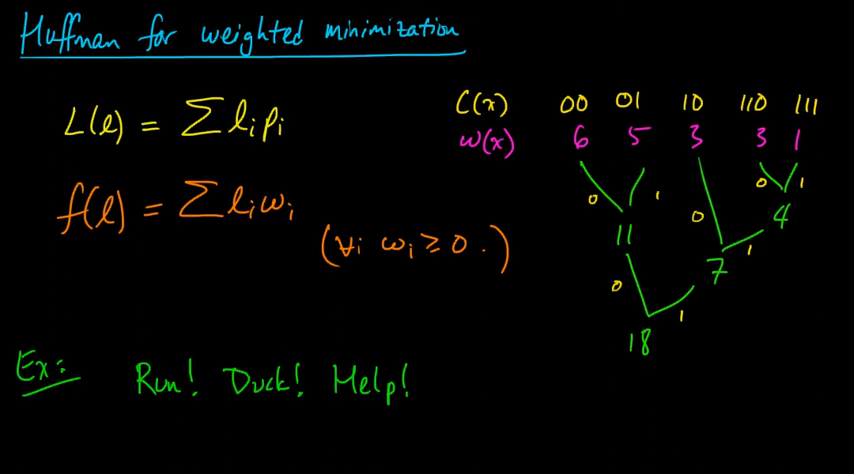 Huffman for weighted minimization
L(l) = Σ lᵢpᵢ
f(l) = Σ lᵢwᵢ
(∀i wᵢ ≥ 0.)
C(x) 00 01 10 110 111
w(x) 6 5 3 3 1
0 1
0 1 0 4
11 1
7
0 1
18
Ex: Run! Duck! Help!